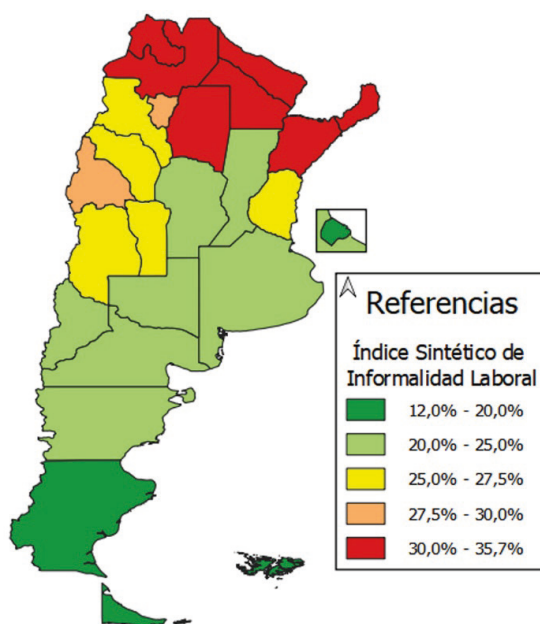 Referencias
Índice Sintético de
Informalidad Laboral
12,0% - 20,0%
20,0% - 25,0%
25,0% - 27,5%
27,5% - 30,0%
30,0% - 35,7%